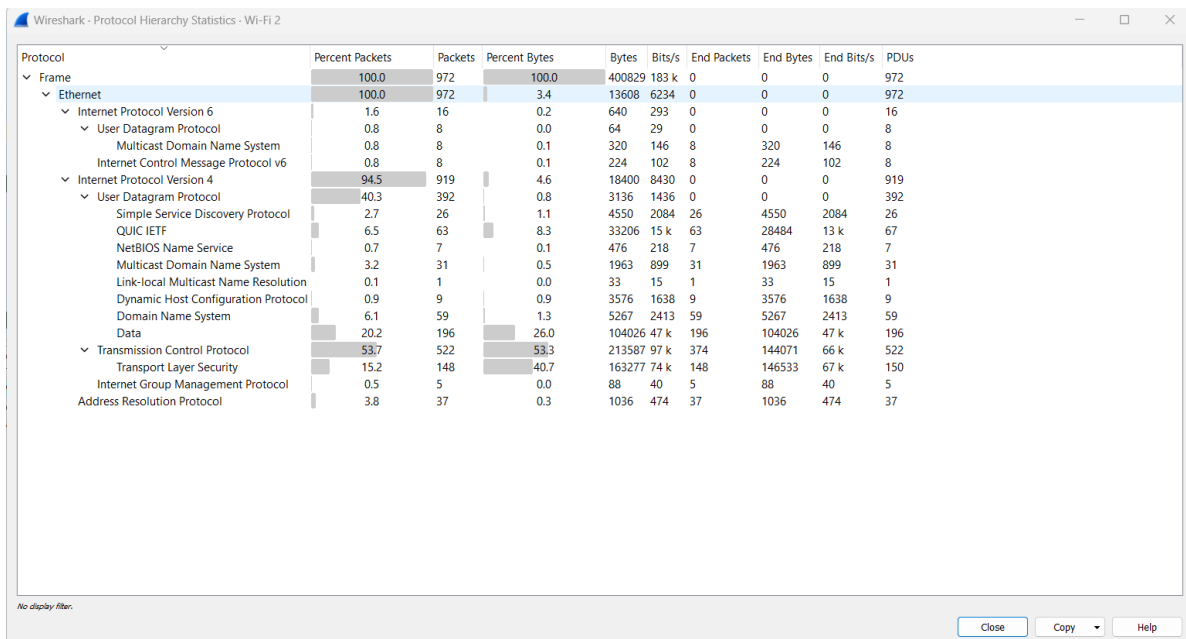 Wireshark · Protocol Hierarchy Statistics · Wi-Fi 2
Protocol Percent Packets Packets Percent Bytes Bytes Bits/s End Packets End Bytes End Bits/s PDUs
Frame 100.0 972 100.0 400829 183 k 0 0 0 972
Ethernet 100.0 972 3.4 13608 6234 0 0 0 972
Internet Protocol Version 6 1.6 16 0.2 640 293 0 0 0 16
User Datagram Protocol 0.8 8 0.0 64 29 0 0 0 8
Multicast Domain Name System 0.8 8 0.1 320 146 8 320 146 8
Internet Control Message Protocol v6 0.8 8 0.1 224 102 8 224 102 8
Internet Protocol Version 4 94.5 919 4.6 18400 8430 0 0 0 919
User Datagram Protocol 40.3 392 0.8 3136 1436 0 0 0 392
Simple Service Discovery Protocol 2.7 26 1.1 4550 2084 26 4550 2084 26
QUIC IETF 6.5 63 8.3 33206 15 k 63 28484 13 k 67
NetBIOS Name Service 0.7 7 0.1 476 218 7 476 218 7
Multicast Domain Name System 3.2 31 0.5 1963 899 31 1963 899 31
Link-local Multicast Name Resolution 0.1 1 0.0 33 15 1 33 15 1
Dynamic Host Configuration Protocol 0.9 9 0.9 3576 1638 9 3576 1638 9
Domain Name System 6.1 59 1.3 5267 2413 59 5267 2413 59
Data 20.2 196 26.0 104026 47 k 196 104026 47 k 196
Transmission Control Protocol 53.7 522 53.3 213587 97 k 374 144071 66 k 522
Transport Layer Security 15.2 148 40.7 163277 74 k 148 146533 67 k 150
Internet Group Management Protocol 0.5 5 0.0 88 40 5 88 40 5
Address Resolution Protocol 3.8 37 0.3 1036 474 37 1036 474 37
No display filter.
Close Copy Help